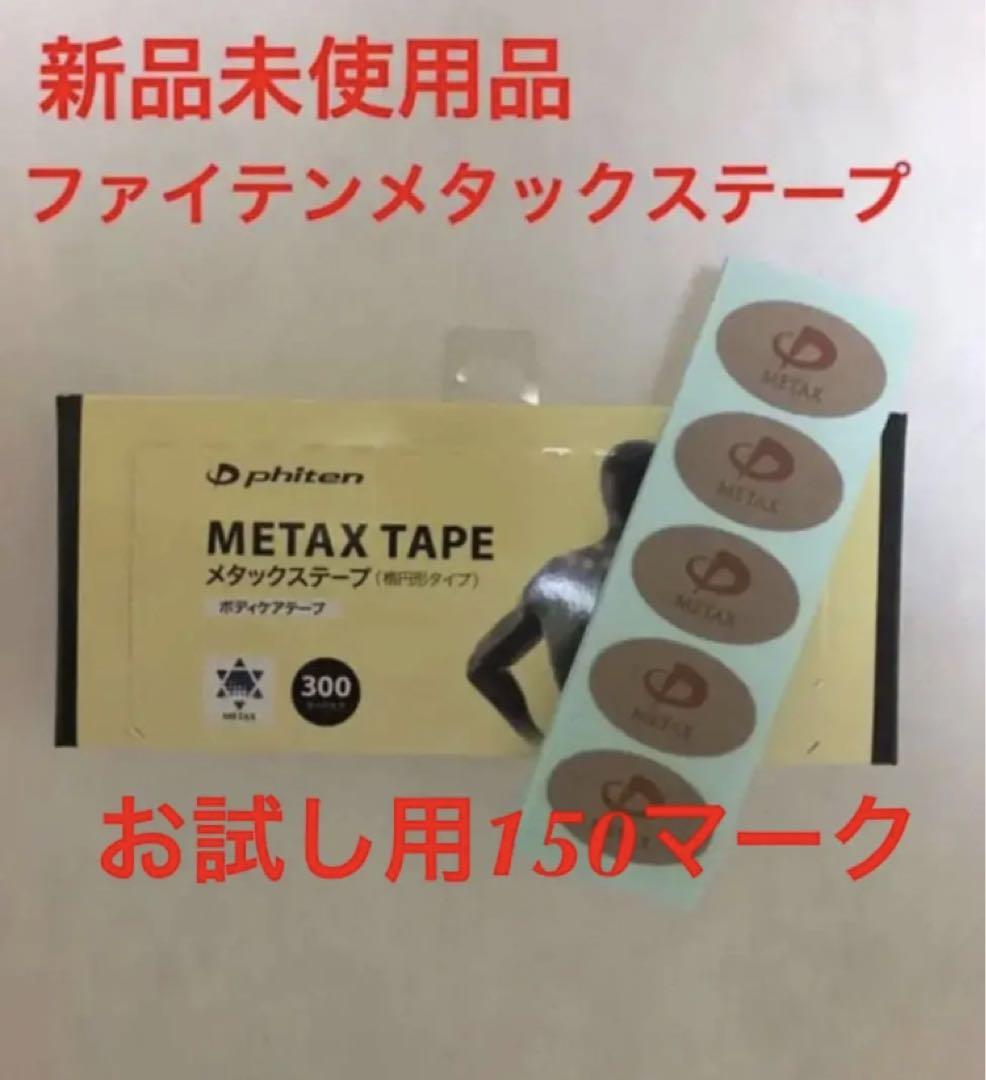 新品未使用品
ファイテンメタックステープ
phiten
METAX TAPE
メタックステープ(楕円形タイプ)
ボディケアテープ
METAX
300
METAX
METAX
METAX
METAX
お試し用150マーク